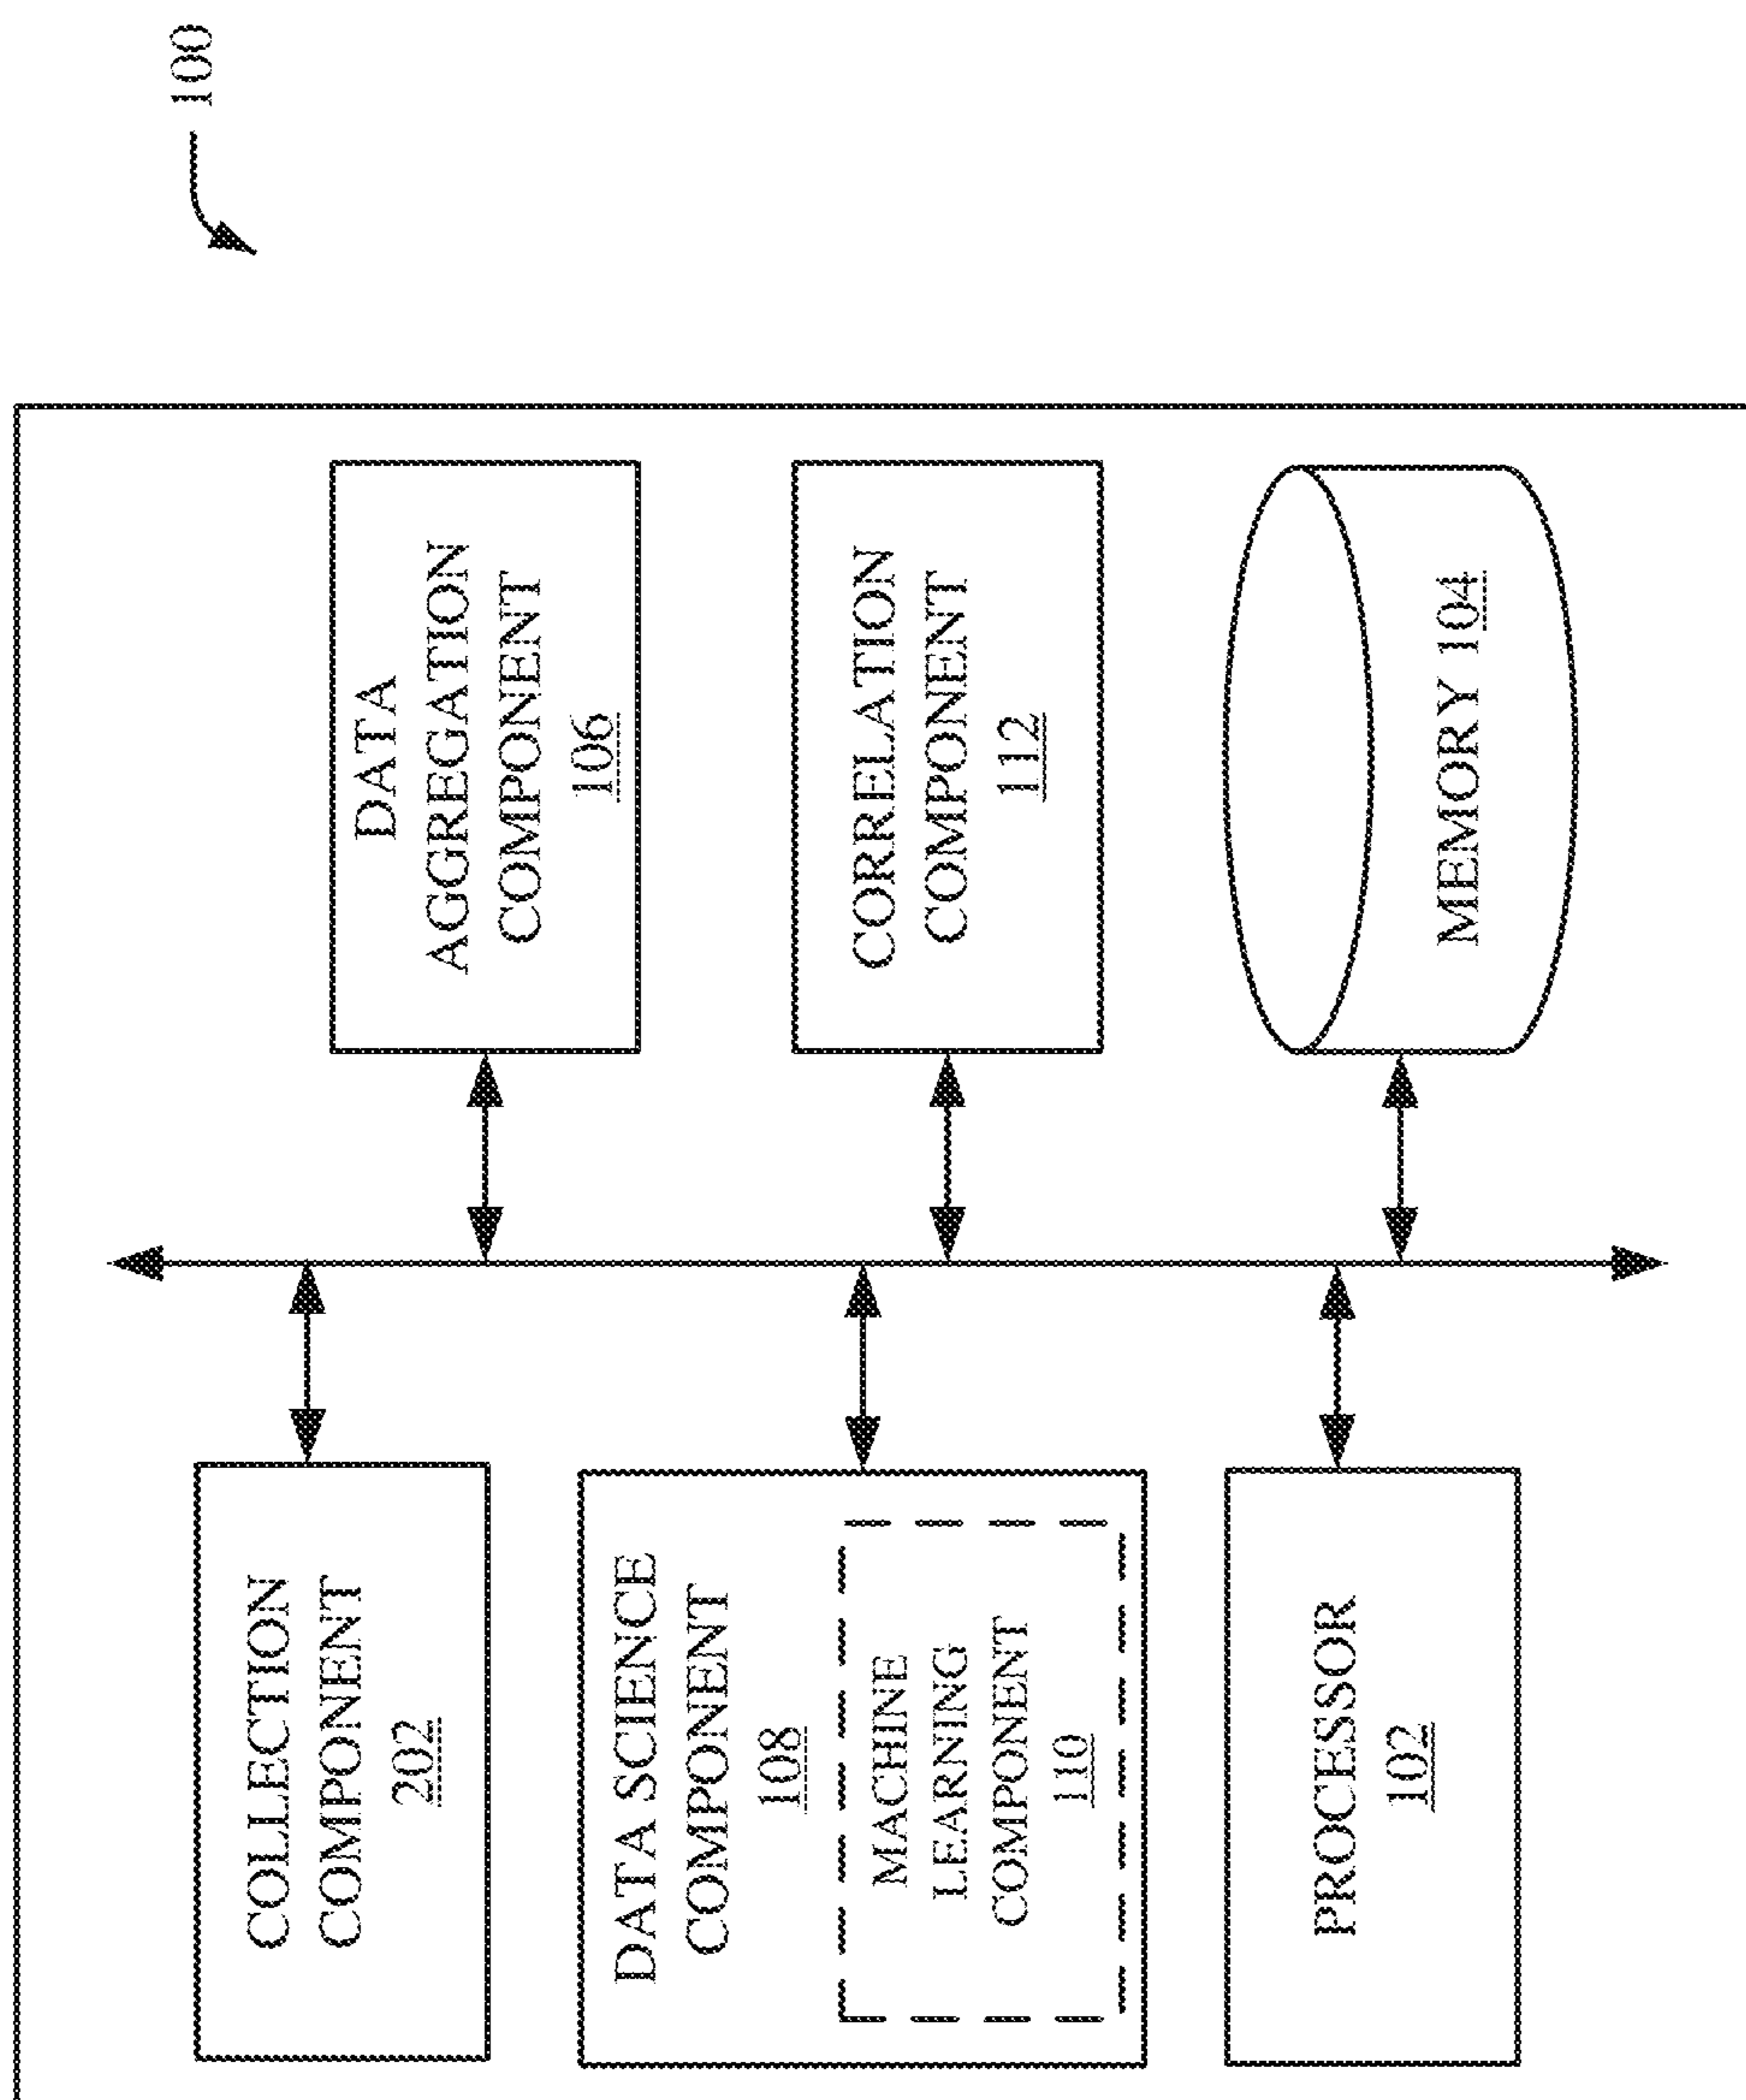 100
COLLECTION
COMPONENT
202
DATA
AGGREGATION
COMPONENT
106
DATA SCIENCE
COMPONENT
108
MACHINE
LEARNING
COMPONENT
110
CORRELATION
COMPONENT
112
PROCESSOR
102
MEMORY 104